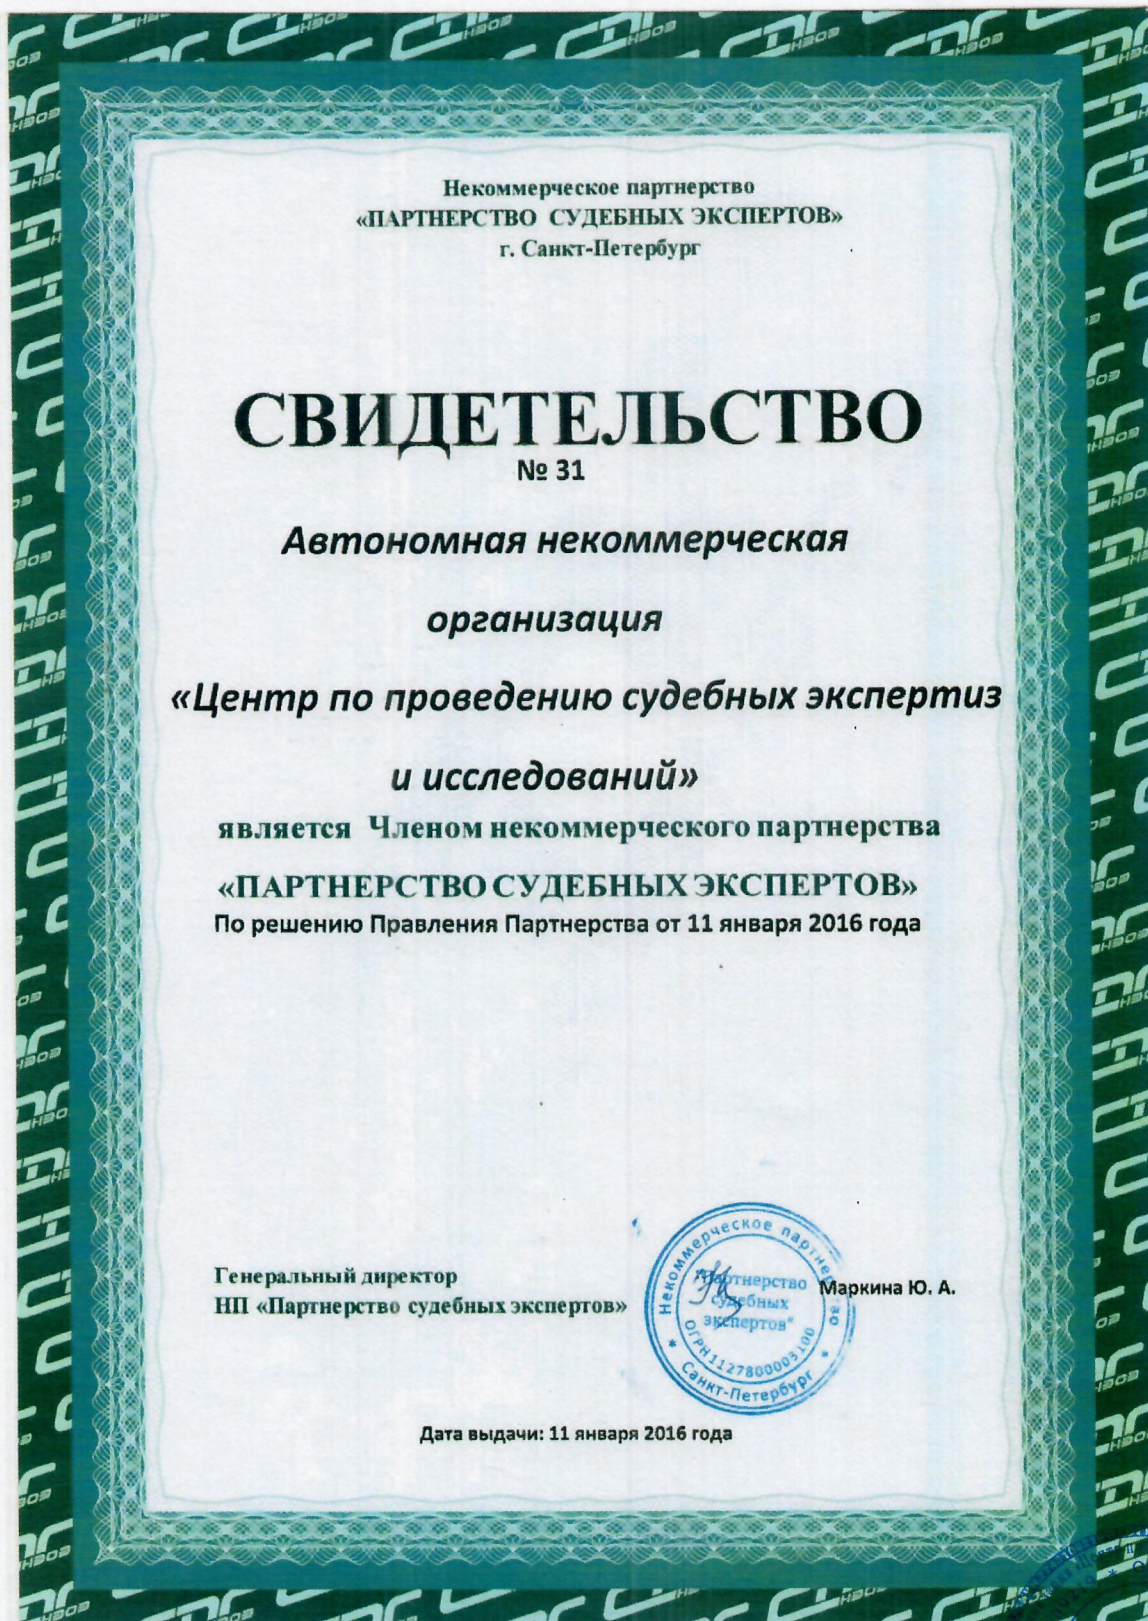 Некоммерческое партнерство
«ПАРТНЕРСТВО СУДЕБНЫХ ЭКСПЕРТОВ»
г. Санкт-Петербург
СВИДЕТЕЛЬСТВО
№ 31
Автономная некоммерческая
организация
«Центр по проведению судебных экспертиз
и исследований»
является Членом некоммерческого партнерства
«ПАРТНЕРСТВО СУДЕБНЫХ ЭКСПЕРТОВ»
По решению Правления Партнерства от 11 января 2016 года
Генеральный директор
НП «Партнерство судебных экспертов»
Некоммерческое партнерство
"Партнерство
судебных
экспертов"
ОГРН 1127800003100
* Санкт-Петербург *
Маркина Ю. А.
Дата выдачи: 11 января 2016 года